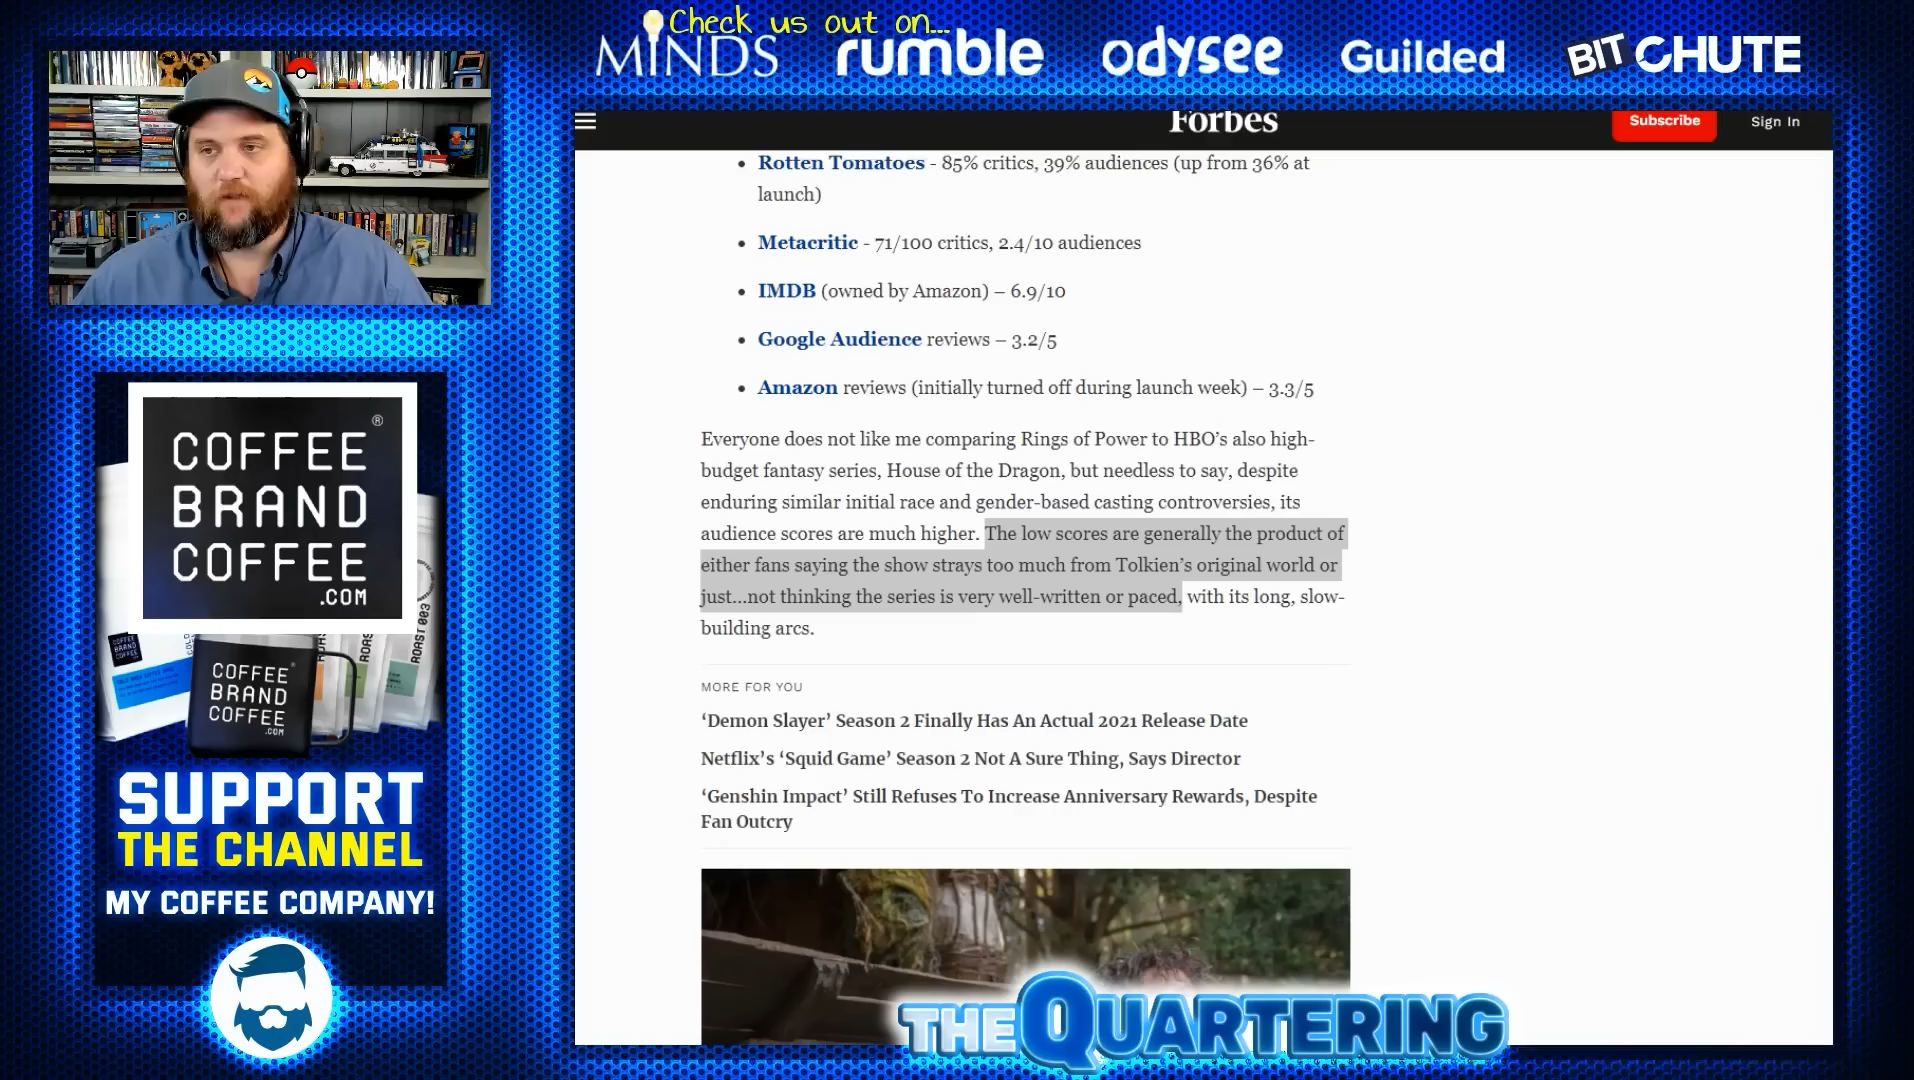 Check us out on...
MINDS
rumble
odysee
Guilded
BIT CHUTE
Forbes
Subscribe
Sign In
• Rotten Tomatoes - 85% critics, 39% audiences (up from 36% at
launch)
• Metacritic - 71/100 critics, 2.4/10 audiences
• IMDB (owned by Amazon) – 6.9/10
• Google Audience reviews – 3.2/5
• Amazon reviews (initially turned off during launch week) – 3.3/5
Everyone does not like me comparing Rings of Power to HBO’s also high-
budget fantasy series, House of the Dragon, but needless to say, despite
enduring similar initial race and gender-based casting controversies, its
audience scores are much higher. The low scores are generally the product of
either fans saying the show strays too much from Tolkien’s original world or
just...not thinking the series is very well-written or paced, with its long, slow-
building arcs.
MORE FOR YOU
‘Demon Slayer’ Season 2 Finally Has An Actual 2021 Release Date
Netflix’s ‘Squid Game’ Season 2 Not A Sure Thing, Says Director
‘Genshin Impact’ Still Refuses To Increase Anniversary Rewards, Despite
Fan Outcry
THE QUARTERING
COFFEE ®
BRAND
COFFEE
.COM
COFFEE
BRAND
COFFEE
ROAST 003
COFFEE®
BRAND
COFFEE
.COM
SUPPORT
THE CHANNEL
MY COFFEE COMPANY!